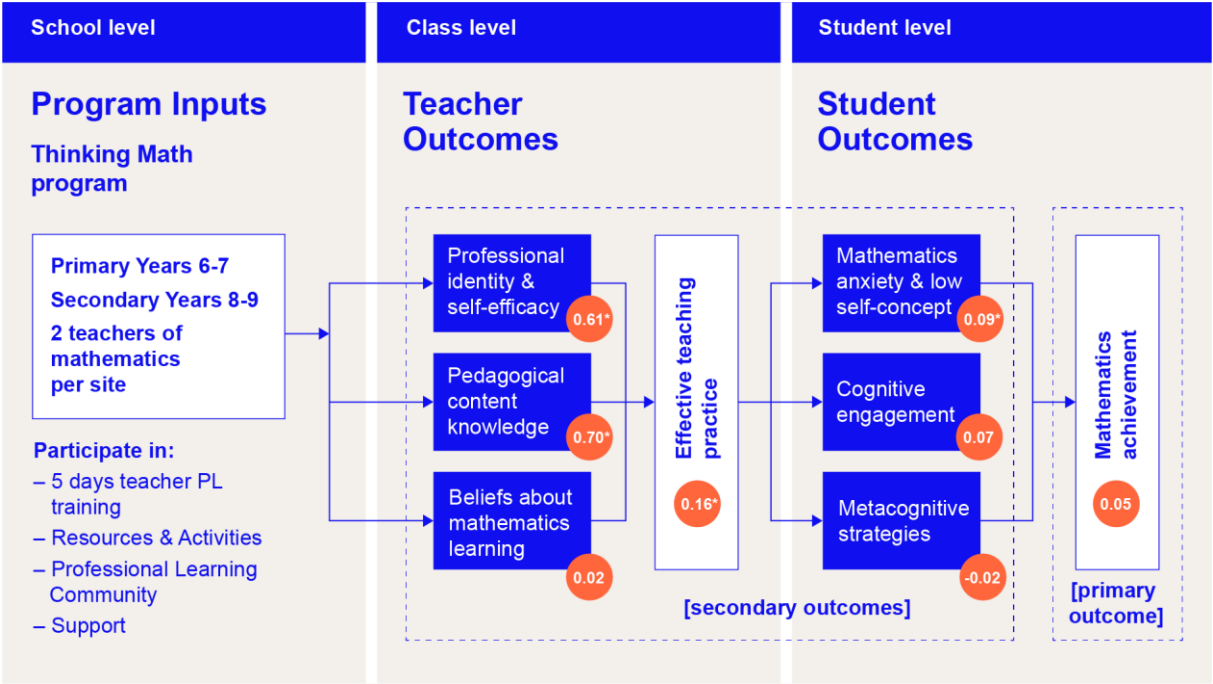 School level
Program Inputs
Thinking Math
program
Primary Years 6-7
Secondary Years 8-9
2 teachers of
mathematics
per site
Participate in:
– 5 days teacher PL
training
– Resources & Activities
– Professional Learning
Community
– Support
Class level
Teacher
Outcomes
Professional
identity &
self-efficacy
0.61*
Pedagogical
content
knowledge
0.70*
Beliefs about
mathematics
learning
0.02
Effective teaching
practice
0.16*
[secondary outcomes]
Student level
Student
Outcomes
Mathematics
anxiety & low
self-concept
0.09*
Cognitive
engagement
0.07
Metacognitive
strategies
-0.02
Mathematics
achievement
0.05
[primary
outcome]